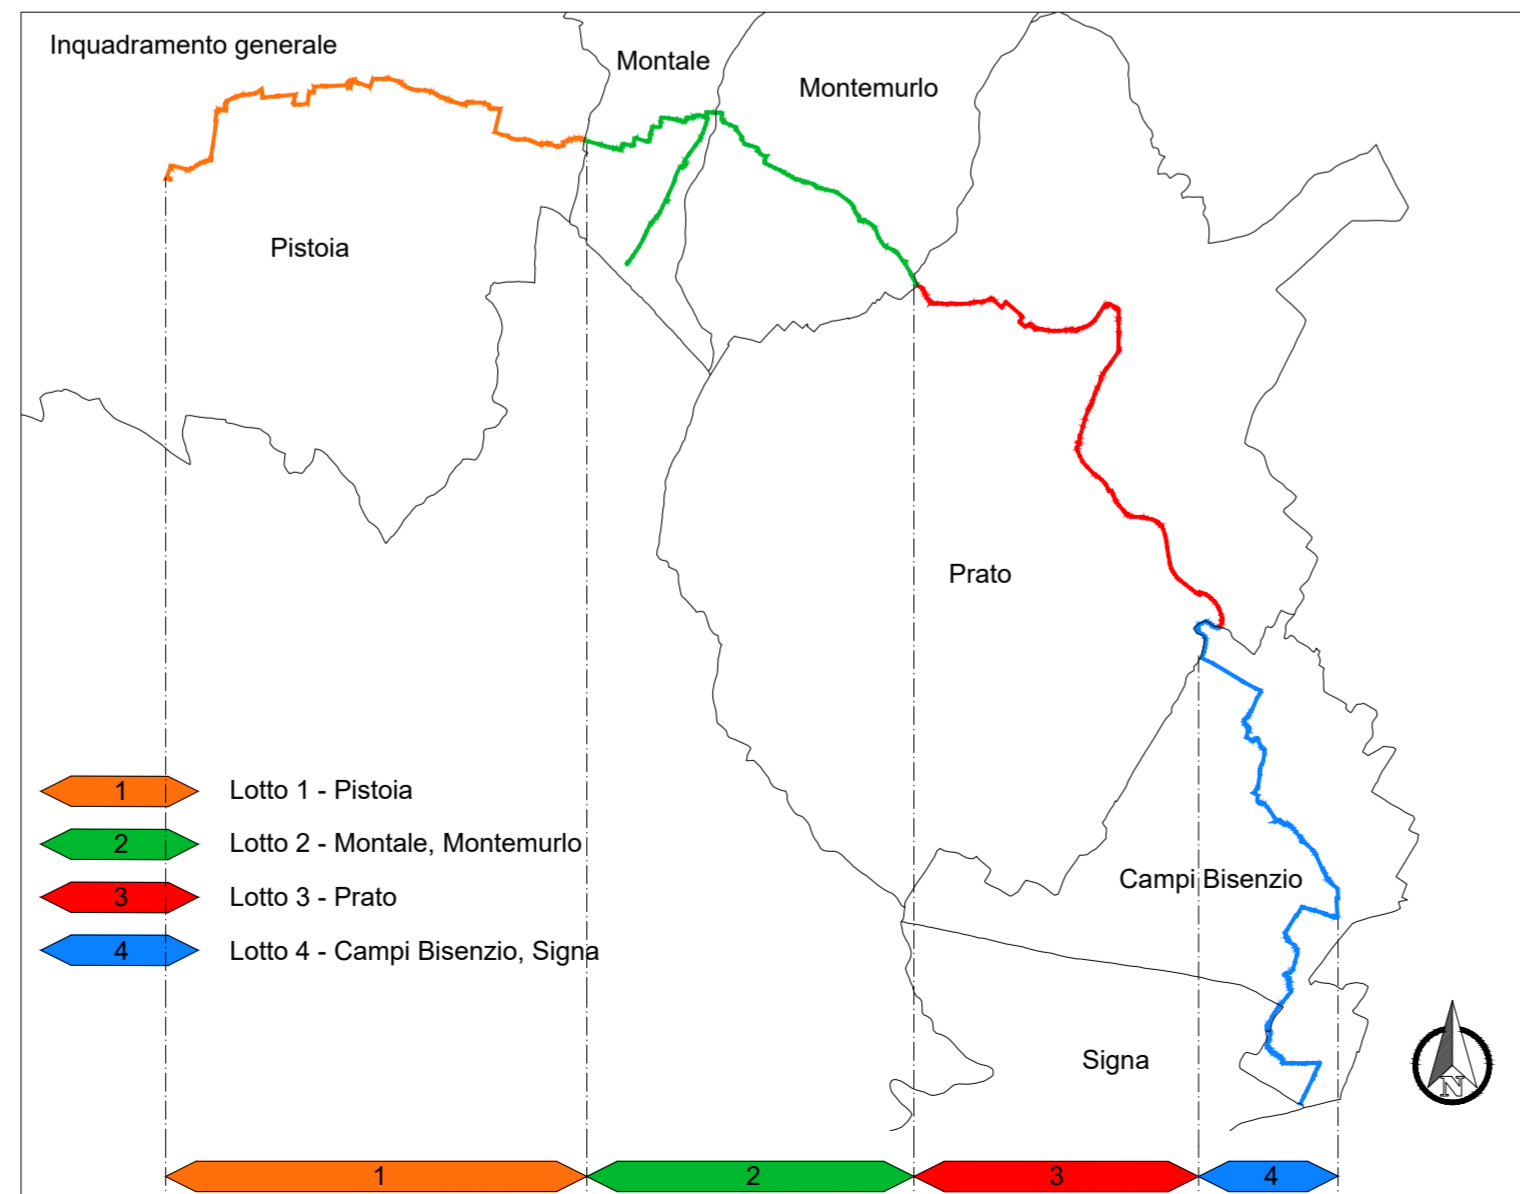 Inquadramento generale
Montale
Montemurlo
Pistoia
Prato
1 Lotto 1 - Pistoia
2 Lotto 2 - Montale, Montemurlo
3 Lotto 3 - Prato
4 Lotto 4 - Campi Bisenzio, Signa
Campi Bisenzio
Signa
N
1 2 3 4